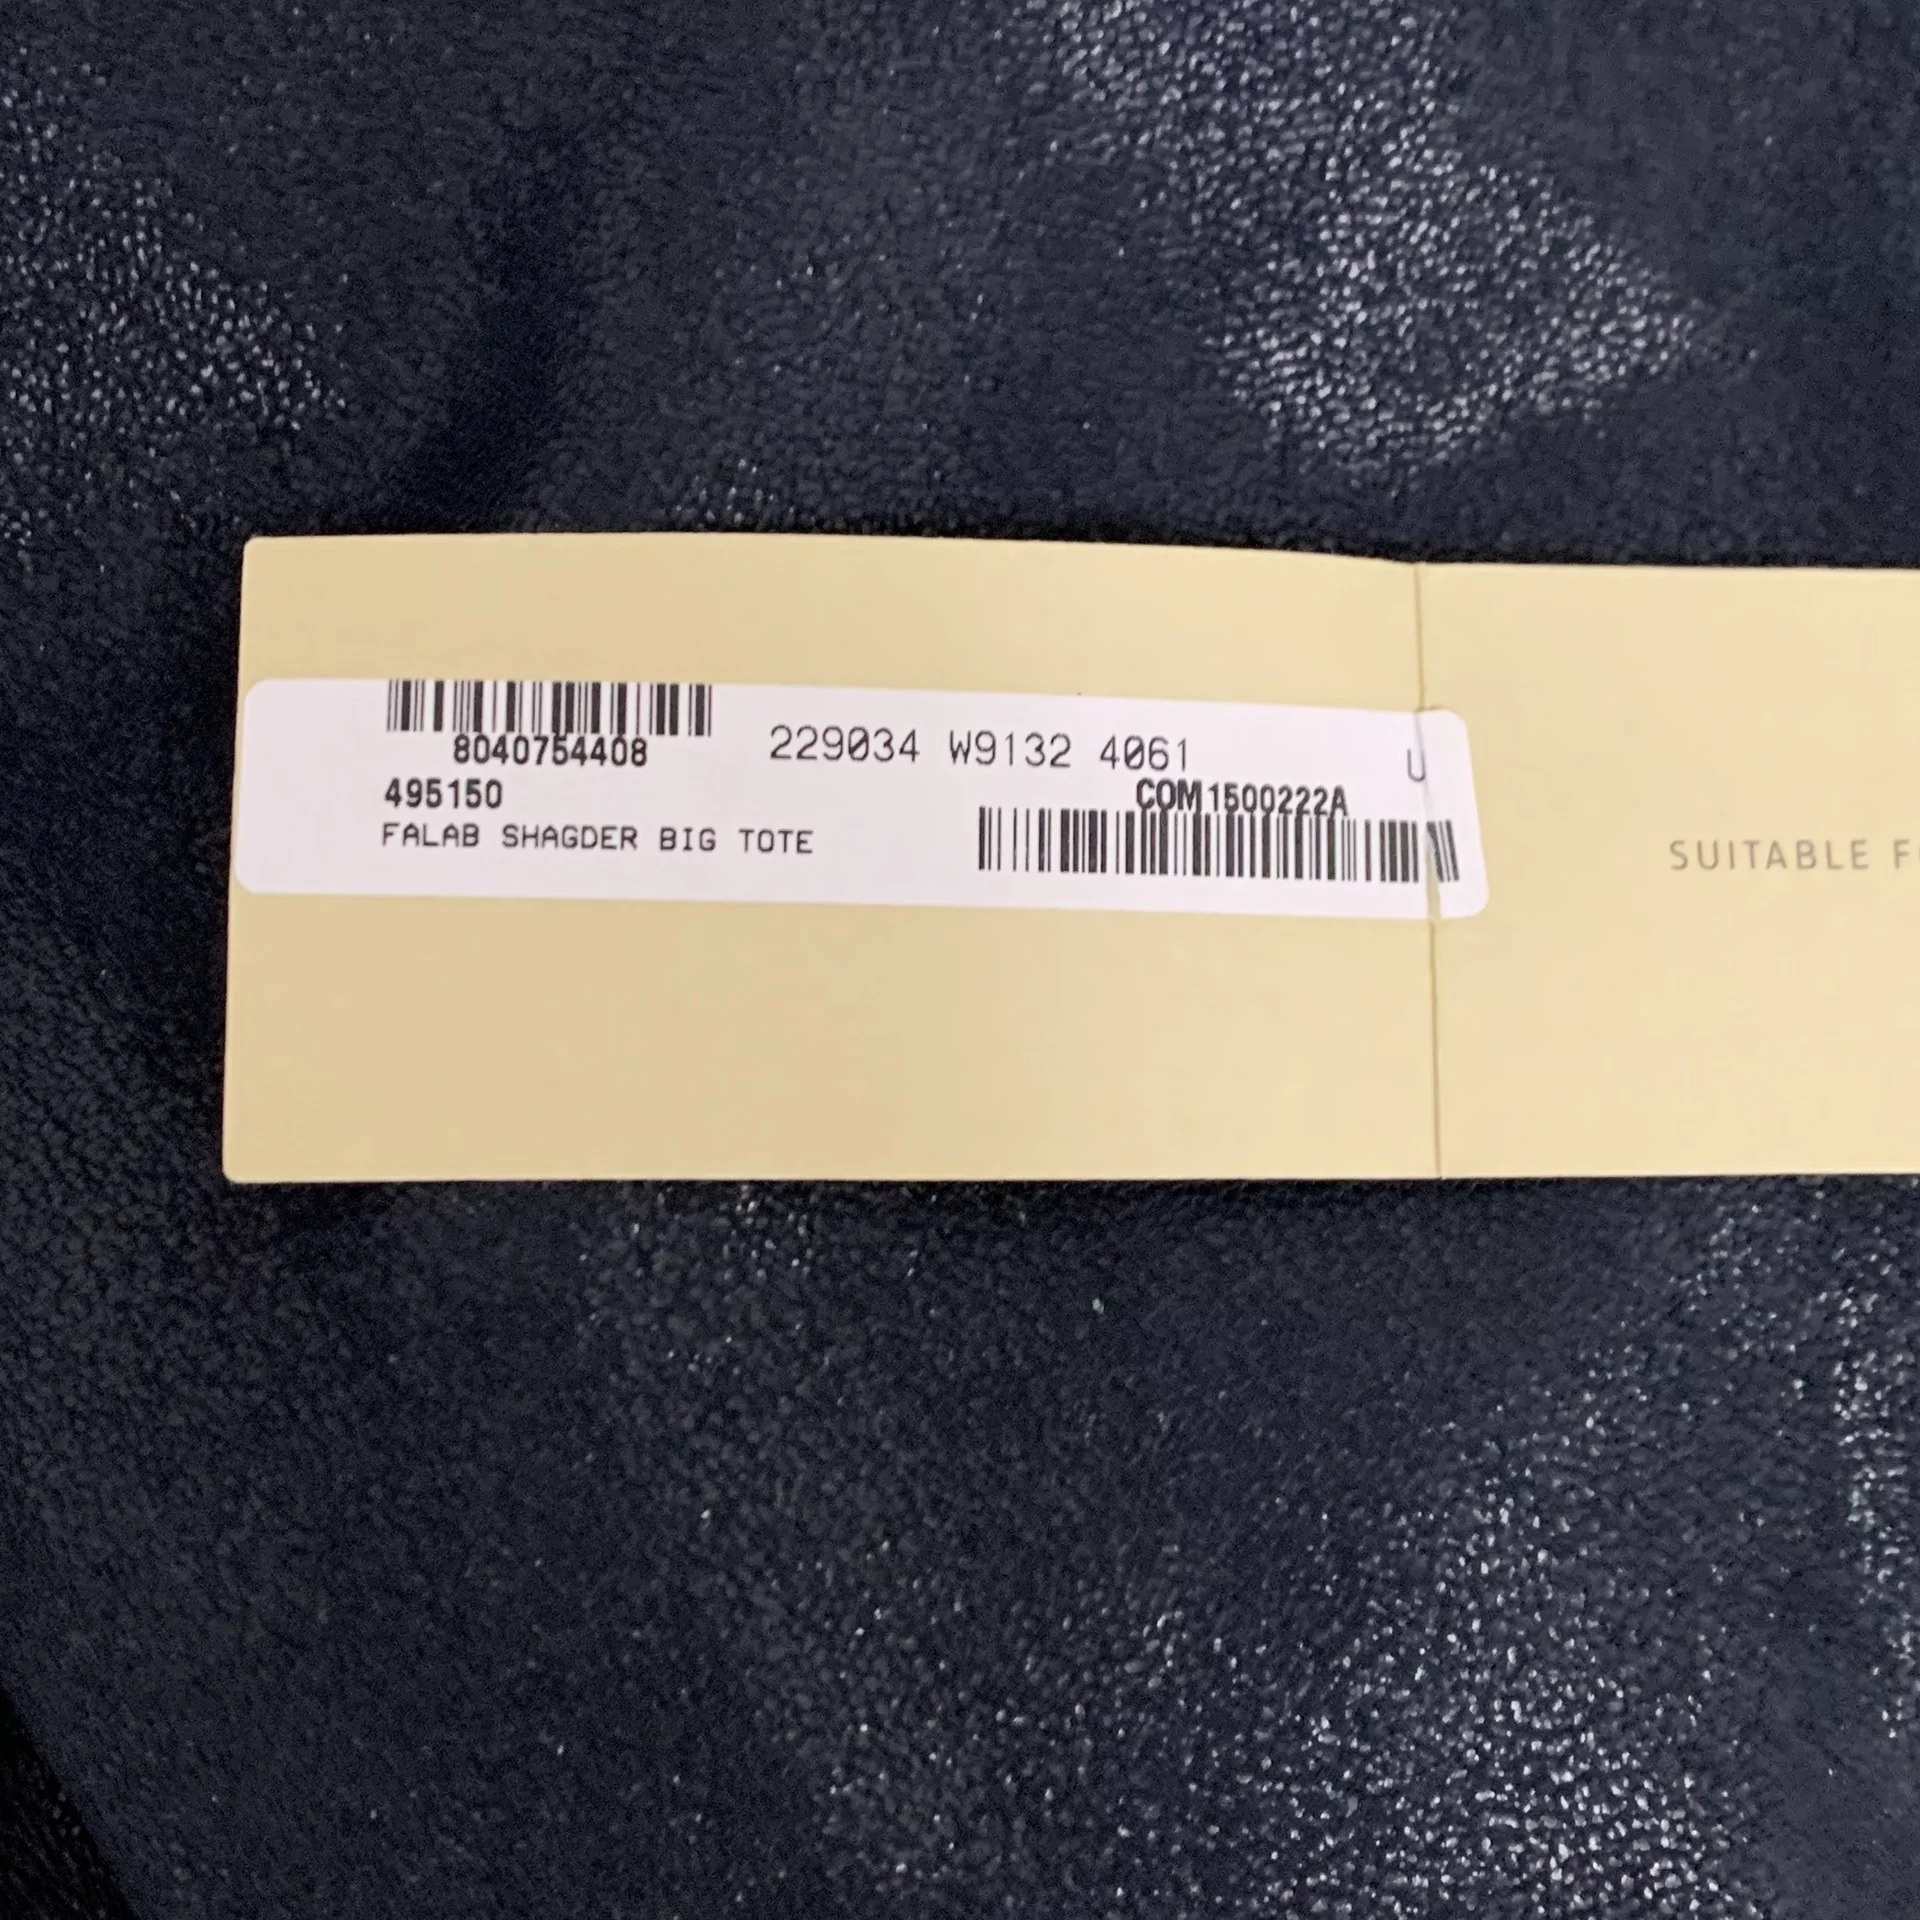 8040754408
229034 W9132 4061 U
495150
COM1500222A
FALAB SHAGDER BIG TOTE
SUITABLE